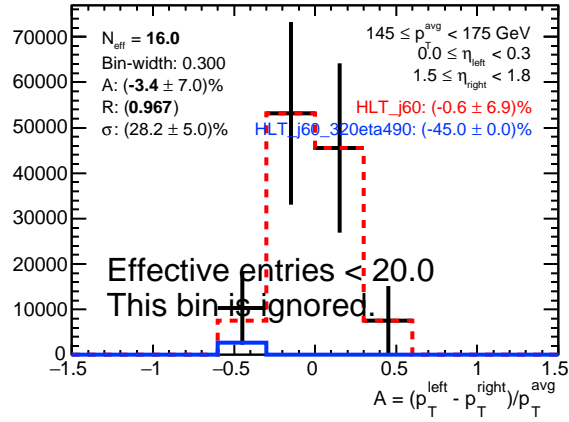 70000
60000
50000
40000
30000
20000
10000
0
N_eff = 16.0
Bin-width: 0.300
A: (-3.4 ± 7.0)%
R: (0.967)
σ: (28.2 ± 5.0)%
145 ≤ p_T^avg < 175 GeV
0.0 ≤ η_left < 0.3
1.5 ≤ η_right < 1.8
HLT_j60: (-0.6 ± 6.9)%
HLT_j60_320eta490: (-45.0 ± 0.0)%
Effective entries < 20.0
This bin is ignored.
−1.5 −1 −0.5 0 0.5 1 1.5
A = (p_T^left - p_T^right)/p_T^avg